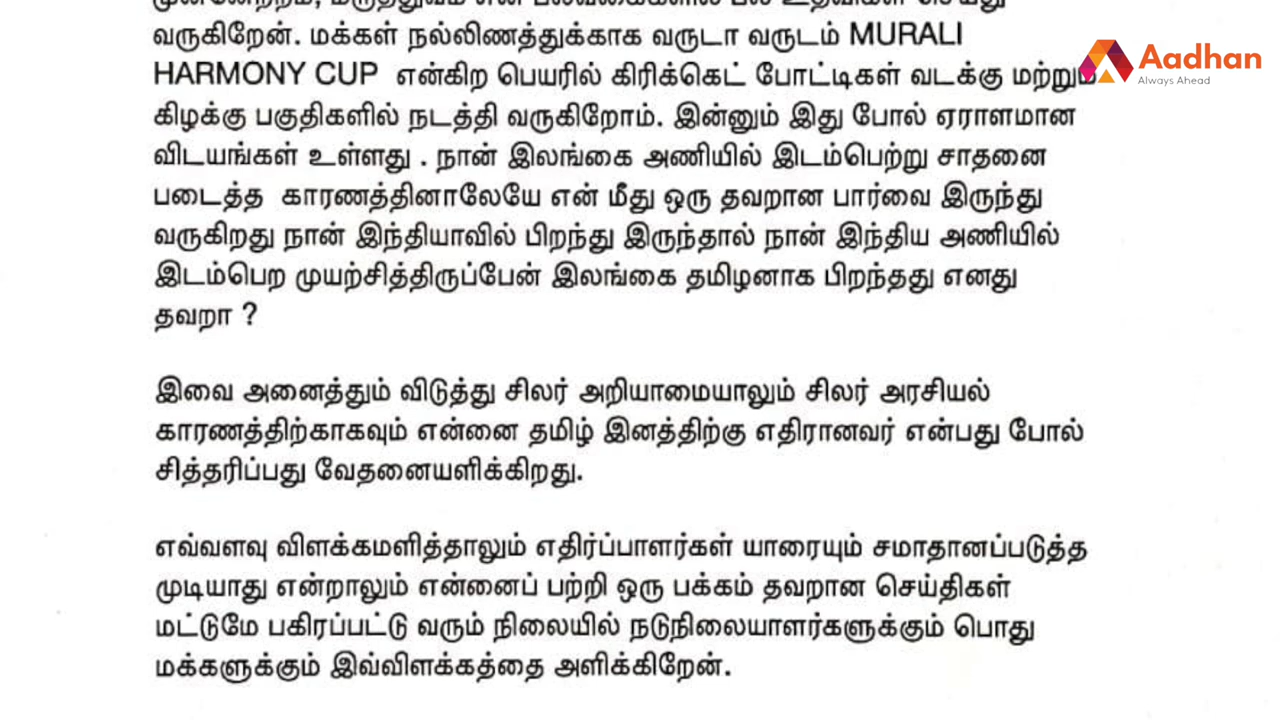 வருகிறேன். மக்கள் நல்லிணத்துக்காக வருடா வருடம் MURALI
HARMONY CUP என்கிற பெயரில் கிரிக்கெட் போட்டிகள் வடக்கு மற்றும்
கிழக்கு பகுதிகளில் நடத்தி வருகிறோம். இன்னும் இது போல் ஏராளமான
விடயங்கள் உள்ளது . நான் இலங்கை அணியில் இடம்பெற்று சாதனை
படைத்த காரணத்தினாலேயே என் மீது ஒரு தவறான பார்வை இருந்து
வருகிறது நான் இந்தியாவில் பிறந்து இருந்தால் நான் இந்திய அணியில்
இடம்பெற முயற்சித்திருப்பேன் இலங்கை தமிழனாக பிறந்தது எனது
தவறா ?
இவை அனைத்தும் விடுத்து சிலர் அறியாமையாலும் சிலர் அரசியல்
காரணத்திற்காகவும் என்னை தமிழ் இனத்திற்கு எதிரானவர் என்பது போல்
சித்தரிப்பது வேதனையளிக்கிறது.
எவ்வளவு விளக்கமளித்தாலும் எதிர்ப்பாளர்கள் யாரையும் சமாதானப்படுத்த
முடியாது என்றாலும் என்னைப் பற்றி ஒரு பக்கம் தவறான செய்திகள்
மட்டுமே பகிரப்பட்டு வரும் நிலையில் நடுநிலையாளர்களுக்கும் பொது
மக்களுக்கும் இவ்விளக்கத்தை அளிக்கிறேன்.
Aadhan
Always Ahead